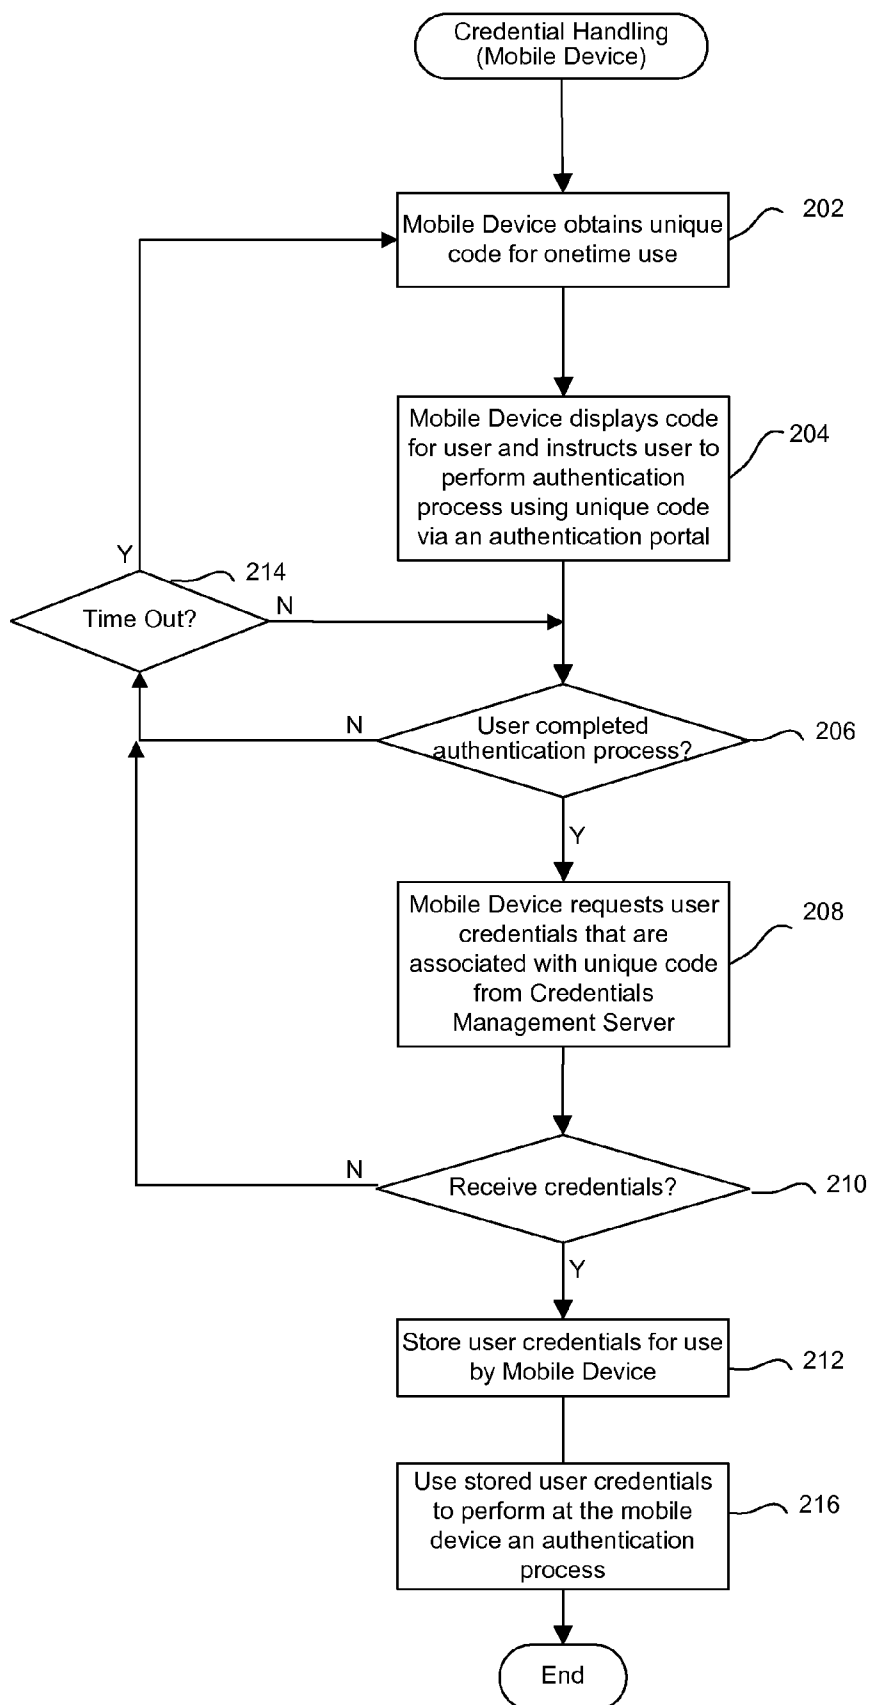 Credential Handling
(Mobile Device)
Mobile Device obtains unique
code for onetime use
202
Mobile Device displays code
for user and instructs user to
perform authentication
process using unique code
via an authentication portal
204
Y
214
Time Out?
N
N
User completed
authentication process?
206
Y
Mobile Device requests user
credentials that are
associated with unique code
from Credentials
Management Server
208
N
Receive credentials?
210
Y
Store user credentials for use
by Mobile Device
212
Use stored user credentials
to perform at the mobile
device an authentication
process
216
End